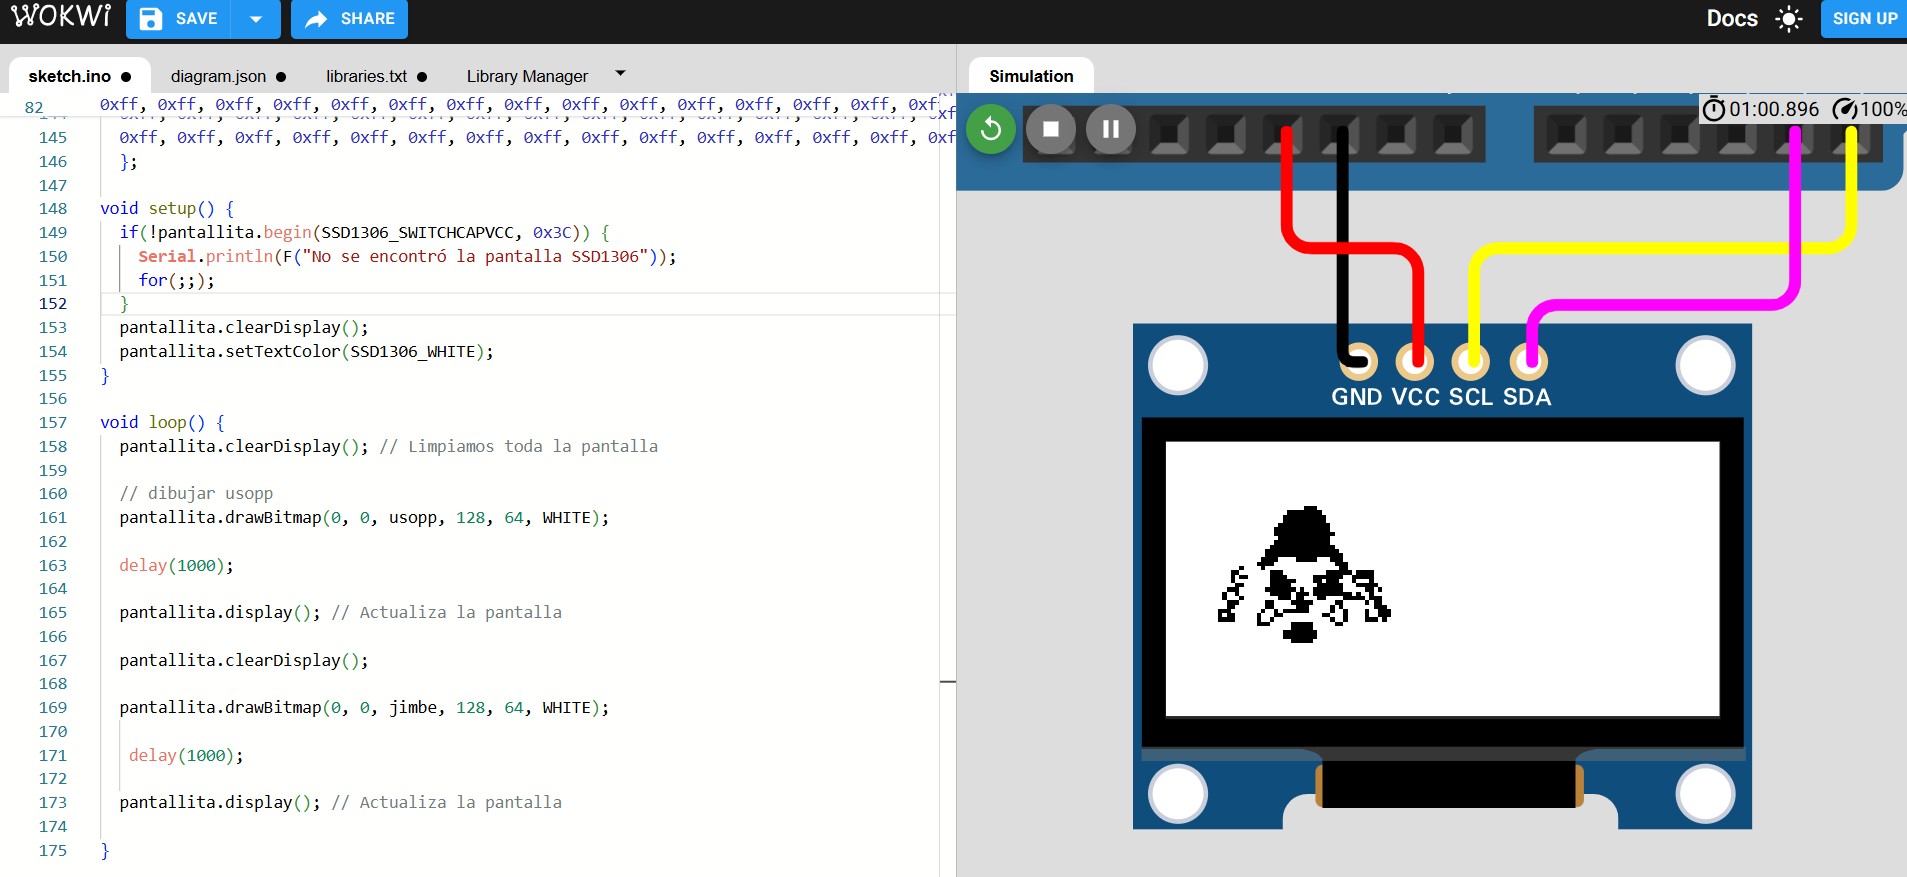 WOKWi
SAVE
SHARE
Docs
SIGN UP
sketch.ino
diagram.json
libraries.txt
Library Manager
Simulation
01:00.896 100%
82 0xff, 0xff, 0xff, 0xff, 0xff, 0xff, 0xff, 0xff, 0xff, 0xff, 0xff, 0xff, 0xff, 0xff,
145 0xff, 0xff, 0xff, 0xff, 0xff, 0xff, 0xff, 0xff, 0xff, 0xff, 0xff, 0xff, 0xff, 0xff, 0xff
146 };
147
148 void setup() {
149 if(!pantallita.begin(SSD1306_SWITCHCAPVCC, 0x3C)) {
150 Serial.println(F("No se encontró la pantalla SSD1306"));
151 for(;;);
152 }
153 pantallita.clearDisplay();
154 pantallita.setTextColor(SSD1306_WHITE);
155 }
156
157 void loop() {
158 pantallita.clearDisplay(); // Limpiamos toda la pantalla
159
160 // dibujar usopp
161 pantallita.drawBitmap(0, 0, usopp, 128, 64, WHITE);
162
163 delay(1000);
164
165 pantallita.display(); // Actualiza la pantalla
166
167 pantallita.clearDisplay();
168
169 pantallita.drawBitmap(0, 0, jimbe, 128, 64, WHITE);
170
171 delay(1000);
172
173 pantallita.display(); // Actualiza la pantalla
174
175 }
GND VCC SCL SDA